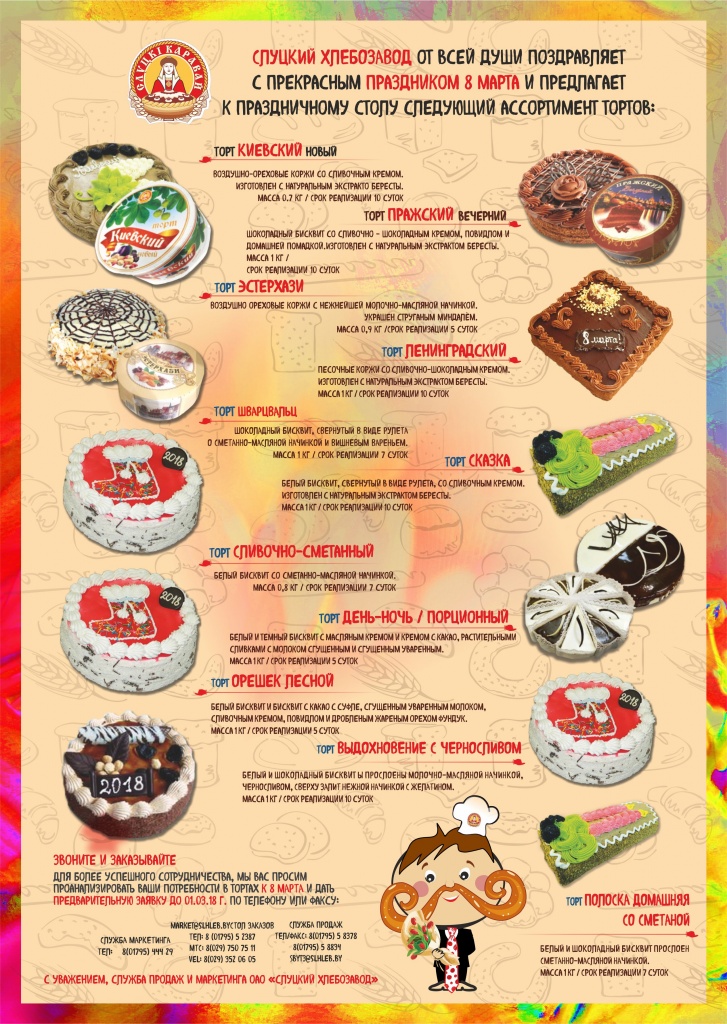 СЛУЦКІ КАРАВАЙ
СЛУЦКИЙ ХЛЕБОЗАВОД ОТ ВСЕЙ ДУШИ ПОЗДРАВЛЯЕТ
С ПРЕКРАСНЫМ ПРАЗДНИКОМ 8 МАРТА И ПРЕДЛАГАЕТ
К ПРАЗДНИЧНОМУ СТОЛУ СЛЕДУЮЩИЙ АССОРТИМЕНТ ТОРТОВ:
ТОРТ КИЕВСКИЙ НОВЫЙ
ВОЗДУШНО-ОРЕХОВЫЕ КОРЖИ СО СЛИВОЧНЫМ КРЕМОМ.
ИЗГОТОВЛЕН С НАТУРАЛЬНЫМ ЭКСТРАКТО БЕРЕСТЫ.
МАССА 0.7 КГ / СРОК РЕАЛИЗАЦИИ 10 СУТОК
торт
Киевский
ПРАЖСКИЙ
ТОРТ ПРАЖСКИЙ ВЕЧЕРНИЙ
ШОКОЛАДНЫЙ БИСКВИТ СО СЛИВОЧНО - ШОКОЛАДНЫМ КРЕМОМ, ПОВИДЛОМ И
ДОМАШНЕЙ ПОМАДКОЙ.ИЗГОТОВЛЕН С НАТУРАЛЬНЫМ ЭКСТРАКТОМ БЕРЕСТЫ.
МАССА 1 КГ /
СРОК РЕАЛИЗАЦИИ 10 СУТОК
ТОРТ ЭСТЕРХАЗИ
ВОЗДУШНО ОРЕХОВЫЕ КОРЖИ С НЕЖНЕЙШЕЙ МОЛОЧНО-МАСЛЯНОЙ НАЧИНКОЙ.
УКРАШЕН СТРУГАНЫМ МИНДАЛЕМ.
МАССА 0,9 КГ /СРОК РЕАЛИЗАЦИИ 5 СУТОК
ТОРТ ЛЕНИНГРАДСКИЙ
ПЕСОЧНЫЕ КОРЖИ СО СЛИВОЧНО-ШОКОЛАДНЫМ КРЕМОМ.
ИЗГОТОВЛЕН С НАТУРАЛЬНЫМ ЭКСТРАКТОМ БЕРЕСТЫ.
МАССА 1 КГ / СРОК РЕАЛИЗАЦИИ 10 СУТОК
8 марта!
ТОРТ ШВАРЦВАЛЬЦ
ШОКОЛАДНЫЙ БИСКВИТ, СВЕРНУТЫЙ В ВИДЕ РУЛЕТА
О СМЕТАННО-МАСЛЯНОЙ НАЧИНКОЙ И ВИШНЕВЫМ ВАРЕНЬЕМ.
МАССА 1 КГ / СРОК РЕАЛИЗАЦИИ 7 СУТОК
2018
ТОРТ СКАЗКА
БЕЛЫЙ БИСКВИТ, СВЕРНУТЫЙ В ВИДЕ РУЛЕТА, СО СЛИВОЧНЫМ КРЕМОМ.
ИЗГОТОВЛЕН С НАТУРАЛЬНЫМ ЭКСТРАКТОМ БЕРЕСТЫ.
МАССА 1 КГ / СРОК РЕАЛИЗАЦИИ 10 СУТОК
ТОРТ СЛИВОЧНО-СМЕТАННЫЙ
БЕЛЫЙ БИСКВИТ СО СМЕТАННО-МАСЛЯНОЙ НАЧИНКОЙ.
МАССА 0,8 КГ / СРОК РЕАЛИЗАЦИИ 7 СУТОК
2018
ТОРТ ДЕНЬ-НОЧЬ / ПОРЦИОННЫЙ
БЕЛЫЙ И ТЕМНЫЙ БИСКВИТ С МАСЛЯНЫМ КРЕМОМ И КРЕМОМ С КАКАО, РАСТИТЕЛЬНЫМИ
СЛИВКАМИ С МОЛОКОМ СГУЩЕННЫМ И СГУЩЕННЫМ УВАРЕННЫМ.
МАССА 1 КГ / СРОК РЕАЛИЗАЦИИ 5 СУТОК
ТОРТ ОРЕШЕК ЛЕСНОЙ
БЕЛЫЙ БИСКВИТ И БИСКВИТ С КАКАО С СУФЛЕ, СГУЩЕННЫМ УВАРЕННЫМ МОЛОКОМ,
СЛИВОЧНЫМ КРЕМОМ, ПОВИДЛОМ И ДРОБЛЕНЫМ ЖАРЕНЫМ ОРЕХОМ ФУНДУК.
МАССА 1 КГ / СРОК РЕАЛИЗАЦИИ 5 СУТОК
2018
2018
ТОРТ ВЫДОХНОВЕНИЕ С ЧЕРНОСЛИВОМ
БЕЛЫЙ И ШОКОЛАДНЫЙ БИСКВИТ Ы ПРОСЛОЕНЫ МОЛОЧНО-МАСЛЯНОЙ НАЧИНКОЙ,
ЧЕРНОСЛИВОМ, СВЕРХУ ЗАЛИТ НЕЖНОЙ НАЧИНКОЙ С ЖЕЛАТИНОМ.
МАССА 1 КГ / СРОК РЕАЛИЗАЦИИ 10 СУТОК
ТОРТ ПОЛОСКА ДОМАШНЯЯ
СО СМЕТАНОЙ
БЕЛЫЙ И ШОКОЛАДНЫЙ БИСКВИТ ПРОСЛОЕН
СМЕТАННО-МАСЛЯНОЙ НАЧИНКОЙ.
МАССА 1 КГ / СРОК РЕАЛИЗАЦИИ 7 СУТОК
ЗВОНИТЕ И ЗАКАЗЫВАЙТЕ
ДЛЯ БОЛЕЕ УСПЕШНОГО СОТРУДНИЧЕСТВА, МЫ ВАС ПРОСИМ
ПРОАНАЛИЗИРОВАТЬ ВАШИ ПОТРЕБНОСТИ В ТОРТАХ К 8 МАРТА И ДАТЬ
ПРЕДВАРИТЕЛЬНУЮ ЗАЯВКУ ДО 01.03.18 Г. ПО ТЕЛЕФОНУ ИЛИ ФАКСУ:
СЛУЖБА МАРКЕТИНГА
ТЕЛ: 8(01795) 444 29
MARKET@SLHLEB.BYСТОЛ ЗАКАЗОВ
ТЕЛ: 8 (01795) 5 2387
МТС: 8(029) 750 75 11
VEL: 8(029) 352 06 05
СЛУЖБА ПРОДАЖ
ТЕЛ/ФАКС: 8(01795) 5 8378
8(01795) 5 8834
SBYT3@SLHLEB.BY
С УВАЖЕНИЕМ, СЛУЖБА ПРОДАЖ И МАРКЕТИНГА ОАО «СЛУЦКИЙ ХЛЕБОЗАВОД»